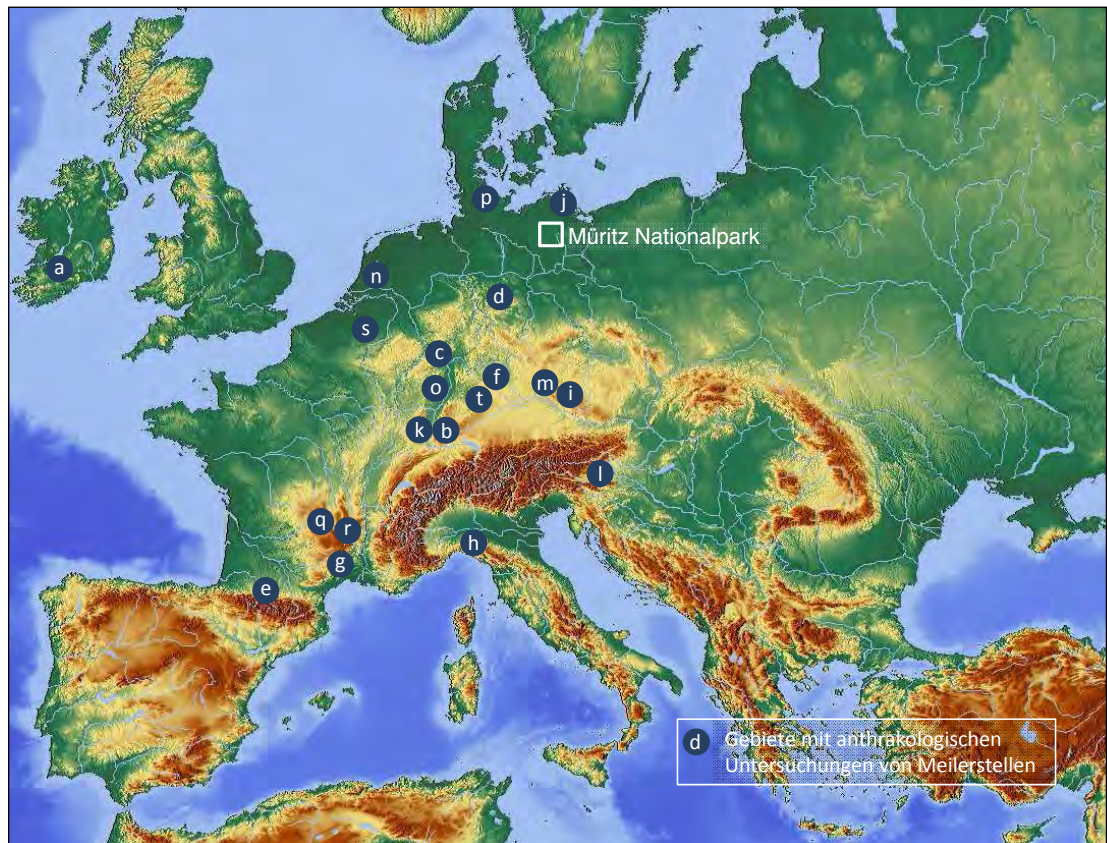 p
j
Müritz Nationalpark
a
n
d
s
c
f
m
o
i
t
k
b
l
q
r
h
g
e
d
Gebiete mit anthrakologischen
Untersuchungen von Meilerstellen